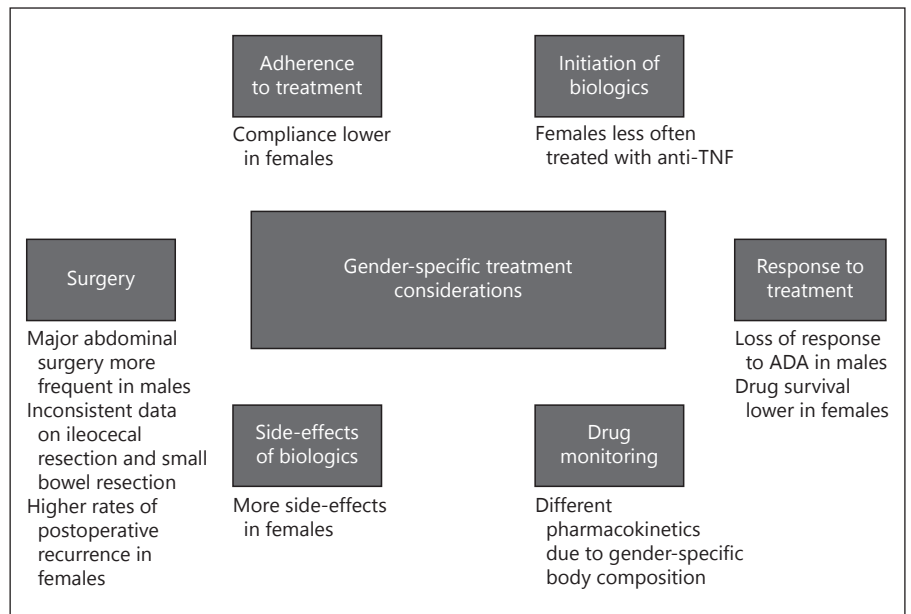 Adherence
to treatment
Compliance lower
in females
Initiation of
biologics
Females less often
treated with anti-TNF
Gender-specific treatment
considerations
Surgery
Major abdominal
surgery more
frequent in males
Inconsistent data
on ileocecal
resection and small
bowel resection
Higher rates of
postoperative
recurrence in
females
Response to
treatment
Loss of response
to ADA in males
Drug survival
lower in females
Side-effects
of biologics
More side-effects
in females
Drug
monitoring
Different
pharmacokinetics
due to gender-specific
body composition